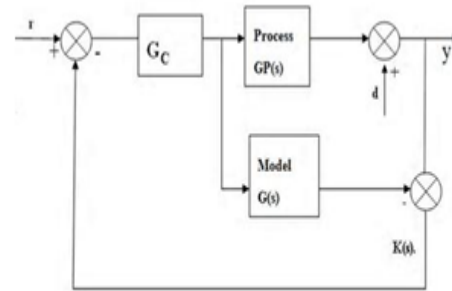 r
+
-
G_C
Process
GP(s)
+
d
y
Model
G(s)
-
K(s).